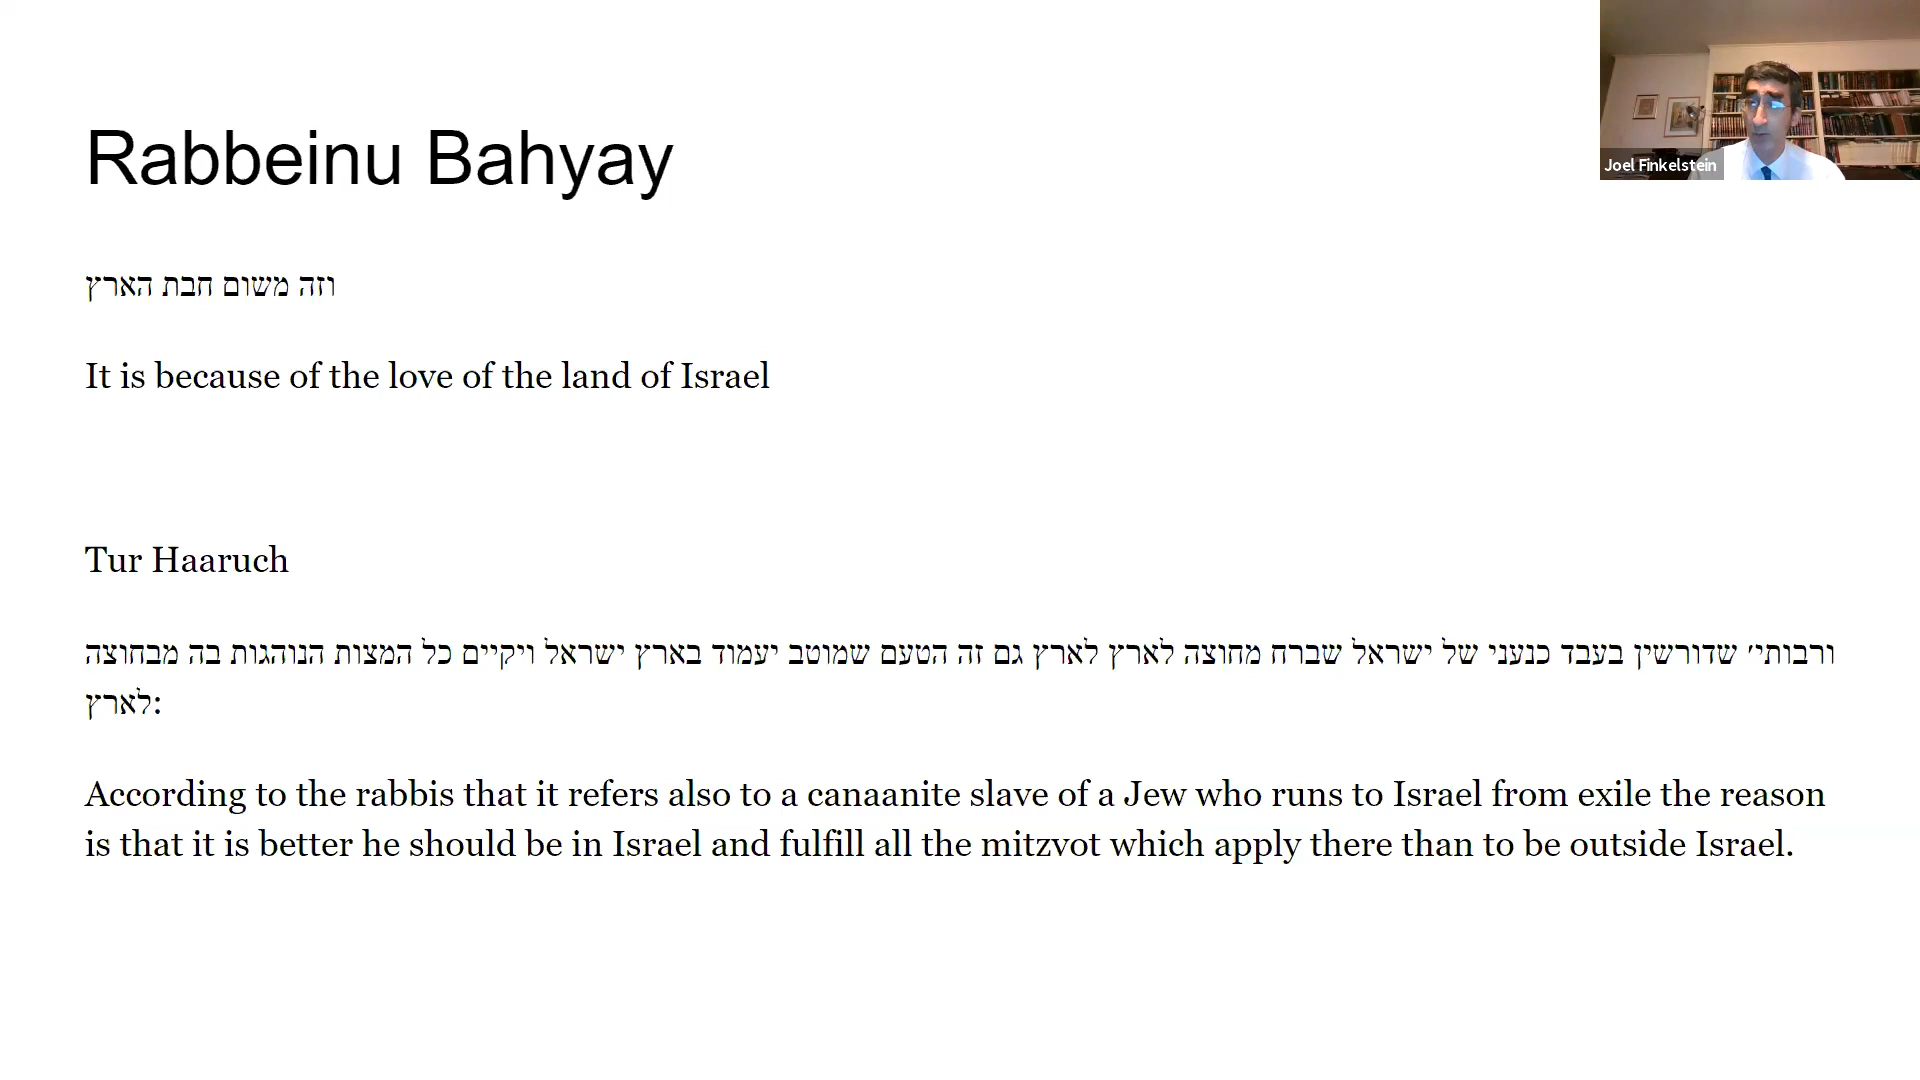 Rabbeinu Bahyay
Joel Finkelstein
וזה משום חבת הארץ
It is because of the love of the land of Israel
Tur Haaruch
ורבותי׳ שדורשין בעבד כנעני של ישראל שברח מחוצה לארץ לארץ גם זה הטעם שמוטב יעמוד בארץ ישראל ויקיים כל המצות הנוהגות בה מבחוצה
לארץ:
According to the rabbis that it refers also to a canaanite slave of a Jew who runs to Israel from exile the reason
is that it is better he should be in Israel and fulfill all the mitzvot which apply there than to be outside Israel.